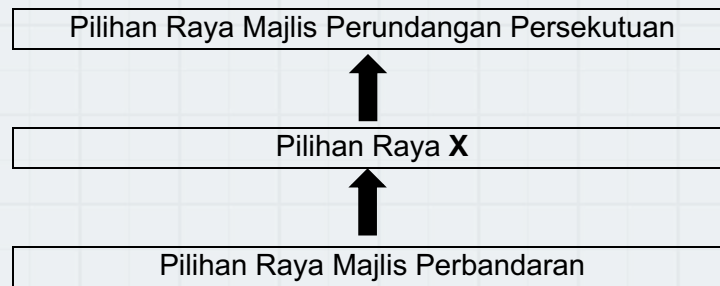 Pilihan Raya Majlis Perundangan Persekutuan
Pilihan Raya X
Pilihan Raya Majlis Perbandaran